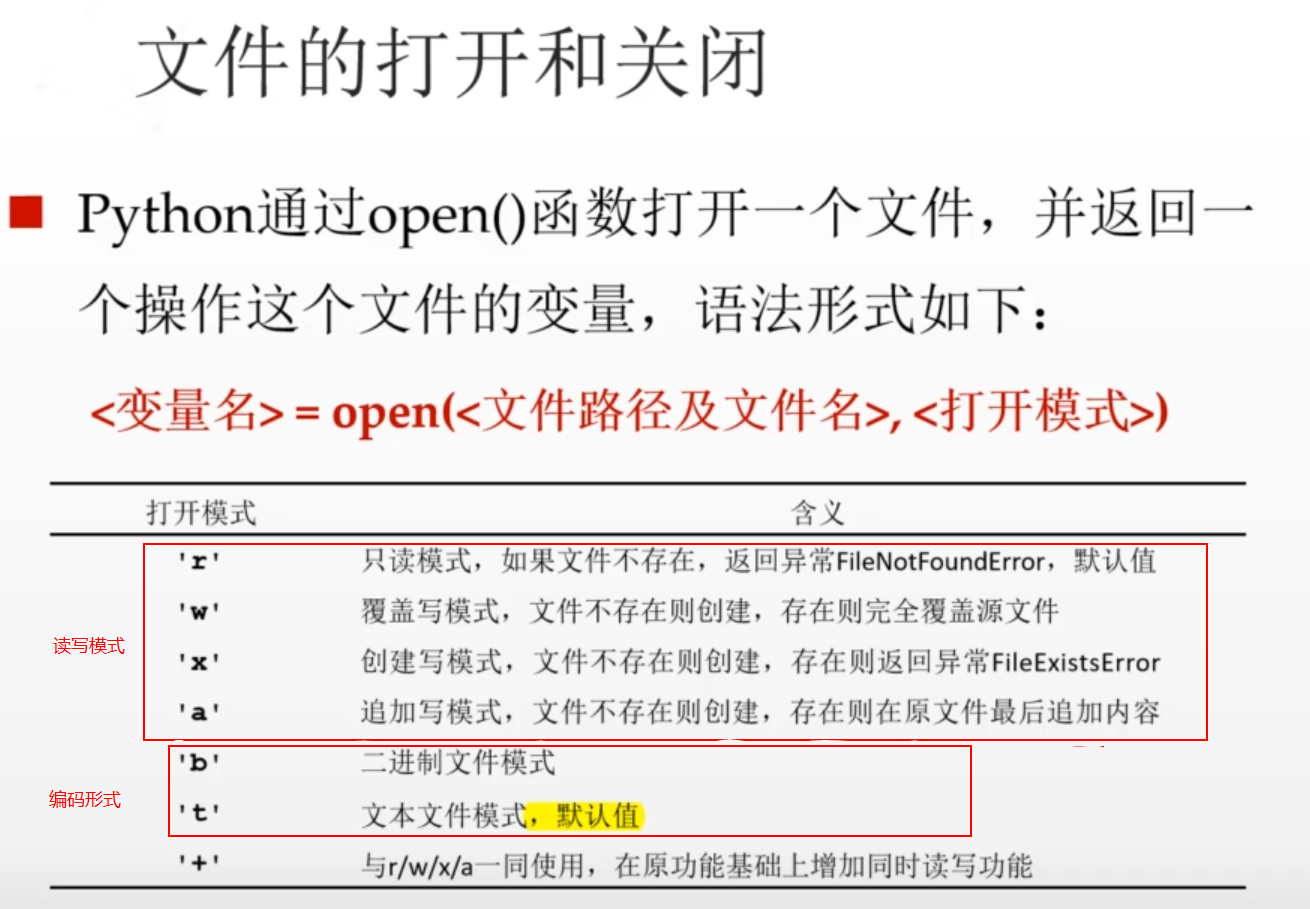 文件的打开和关闭
Python通过open()函数打开一个文件，并返回一
个操作这个文件的变量，语法形式如下：
<变量名> = open(<文件路径及文件名>, <打开模式>)
打开模式 含义
'r' 只读模式，如果文件不存在，返回异常FileNotFoundError，默认值
'w' 覆盖写模式，文件不存在则创建，存在则完全覆盖源文件
读写模式
'x' 创建写模式，文件不存在则创建，存在则返回异常FileExistsError
'a' 追加写模式，文件不存在则创建，存在则在原文件最后追加内容
'b' 二进制文件模式
编码形式
't' 文本文件模式，默认值
'+' 与r/w/x/a一同使用，在原功能基础上增加同时读写功能